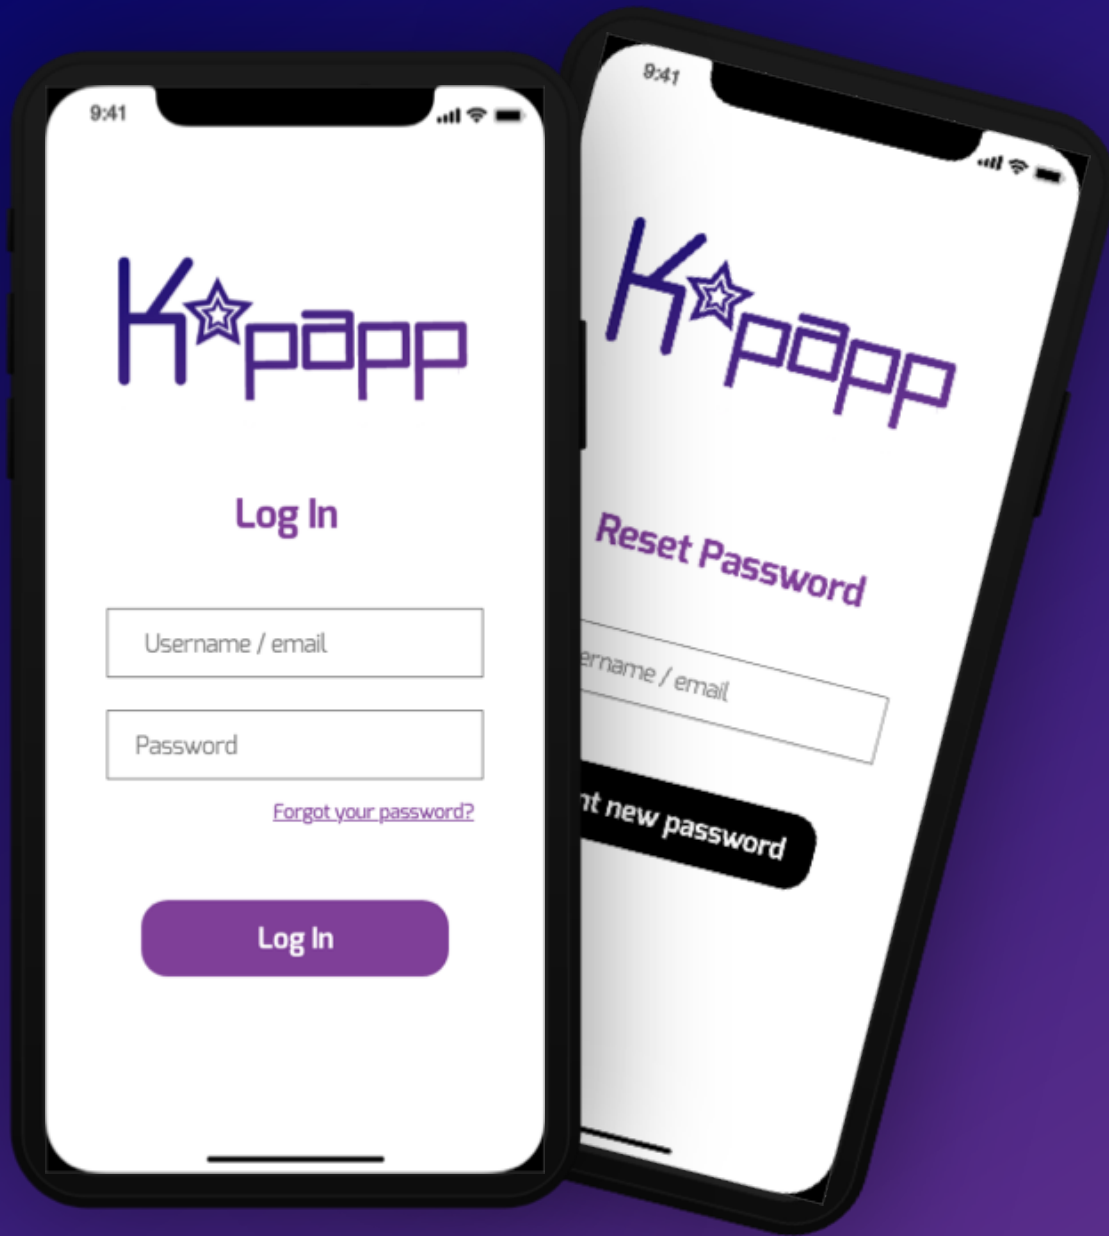 9:41
K*papp
Log In
Username / email
Password
Forgot your password?
Log In
9:41
K*papp
Reset Password
ername / email
nt new password